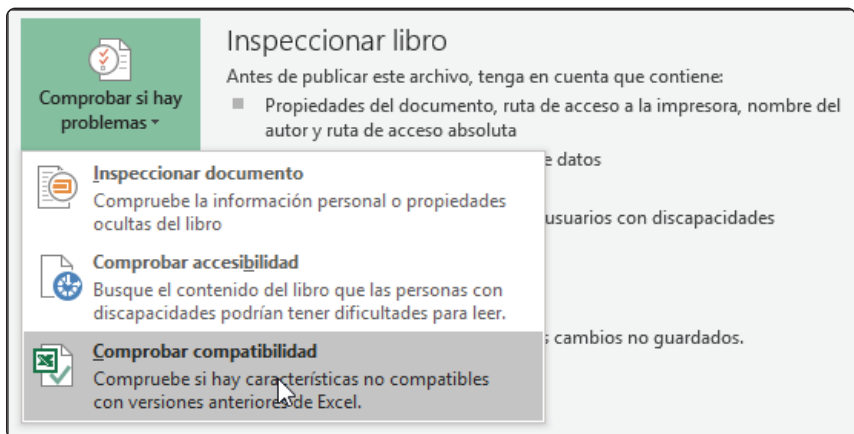 Comprobar si hay
problemas
Inspeccionar libro
Antes de publicar este archivo, tenga en cuenta que contiene:
Propiedades del documento, ruta de acceso a la impresora, nombre del
autor y ruta de acceso absoluta
e datos
usuarios con discapacidades
s cambios no guardados.
Inspeccionar documento
Compruebe la información personal o propiedades
ocultas del libro
Comprobar accesibilidad
Busque el contenido del libro que las personas con
discapacidades podrían tener dificultades para leer.
Comprobar compatibilidad
Compruebe si hay características no compatibles
con versiones anteriores de Excel.